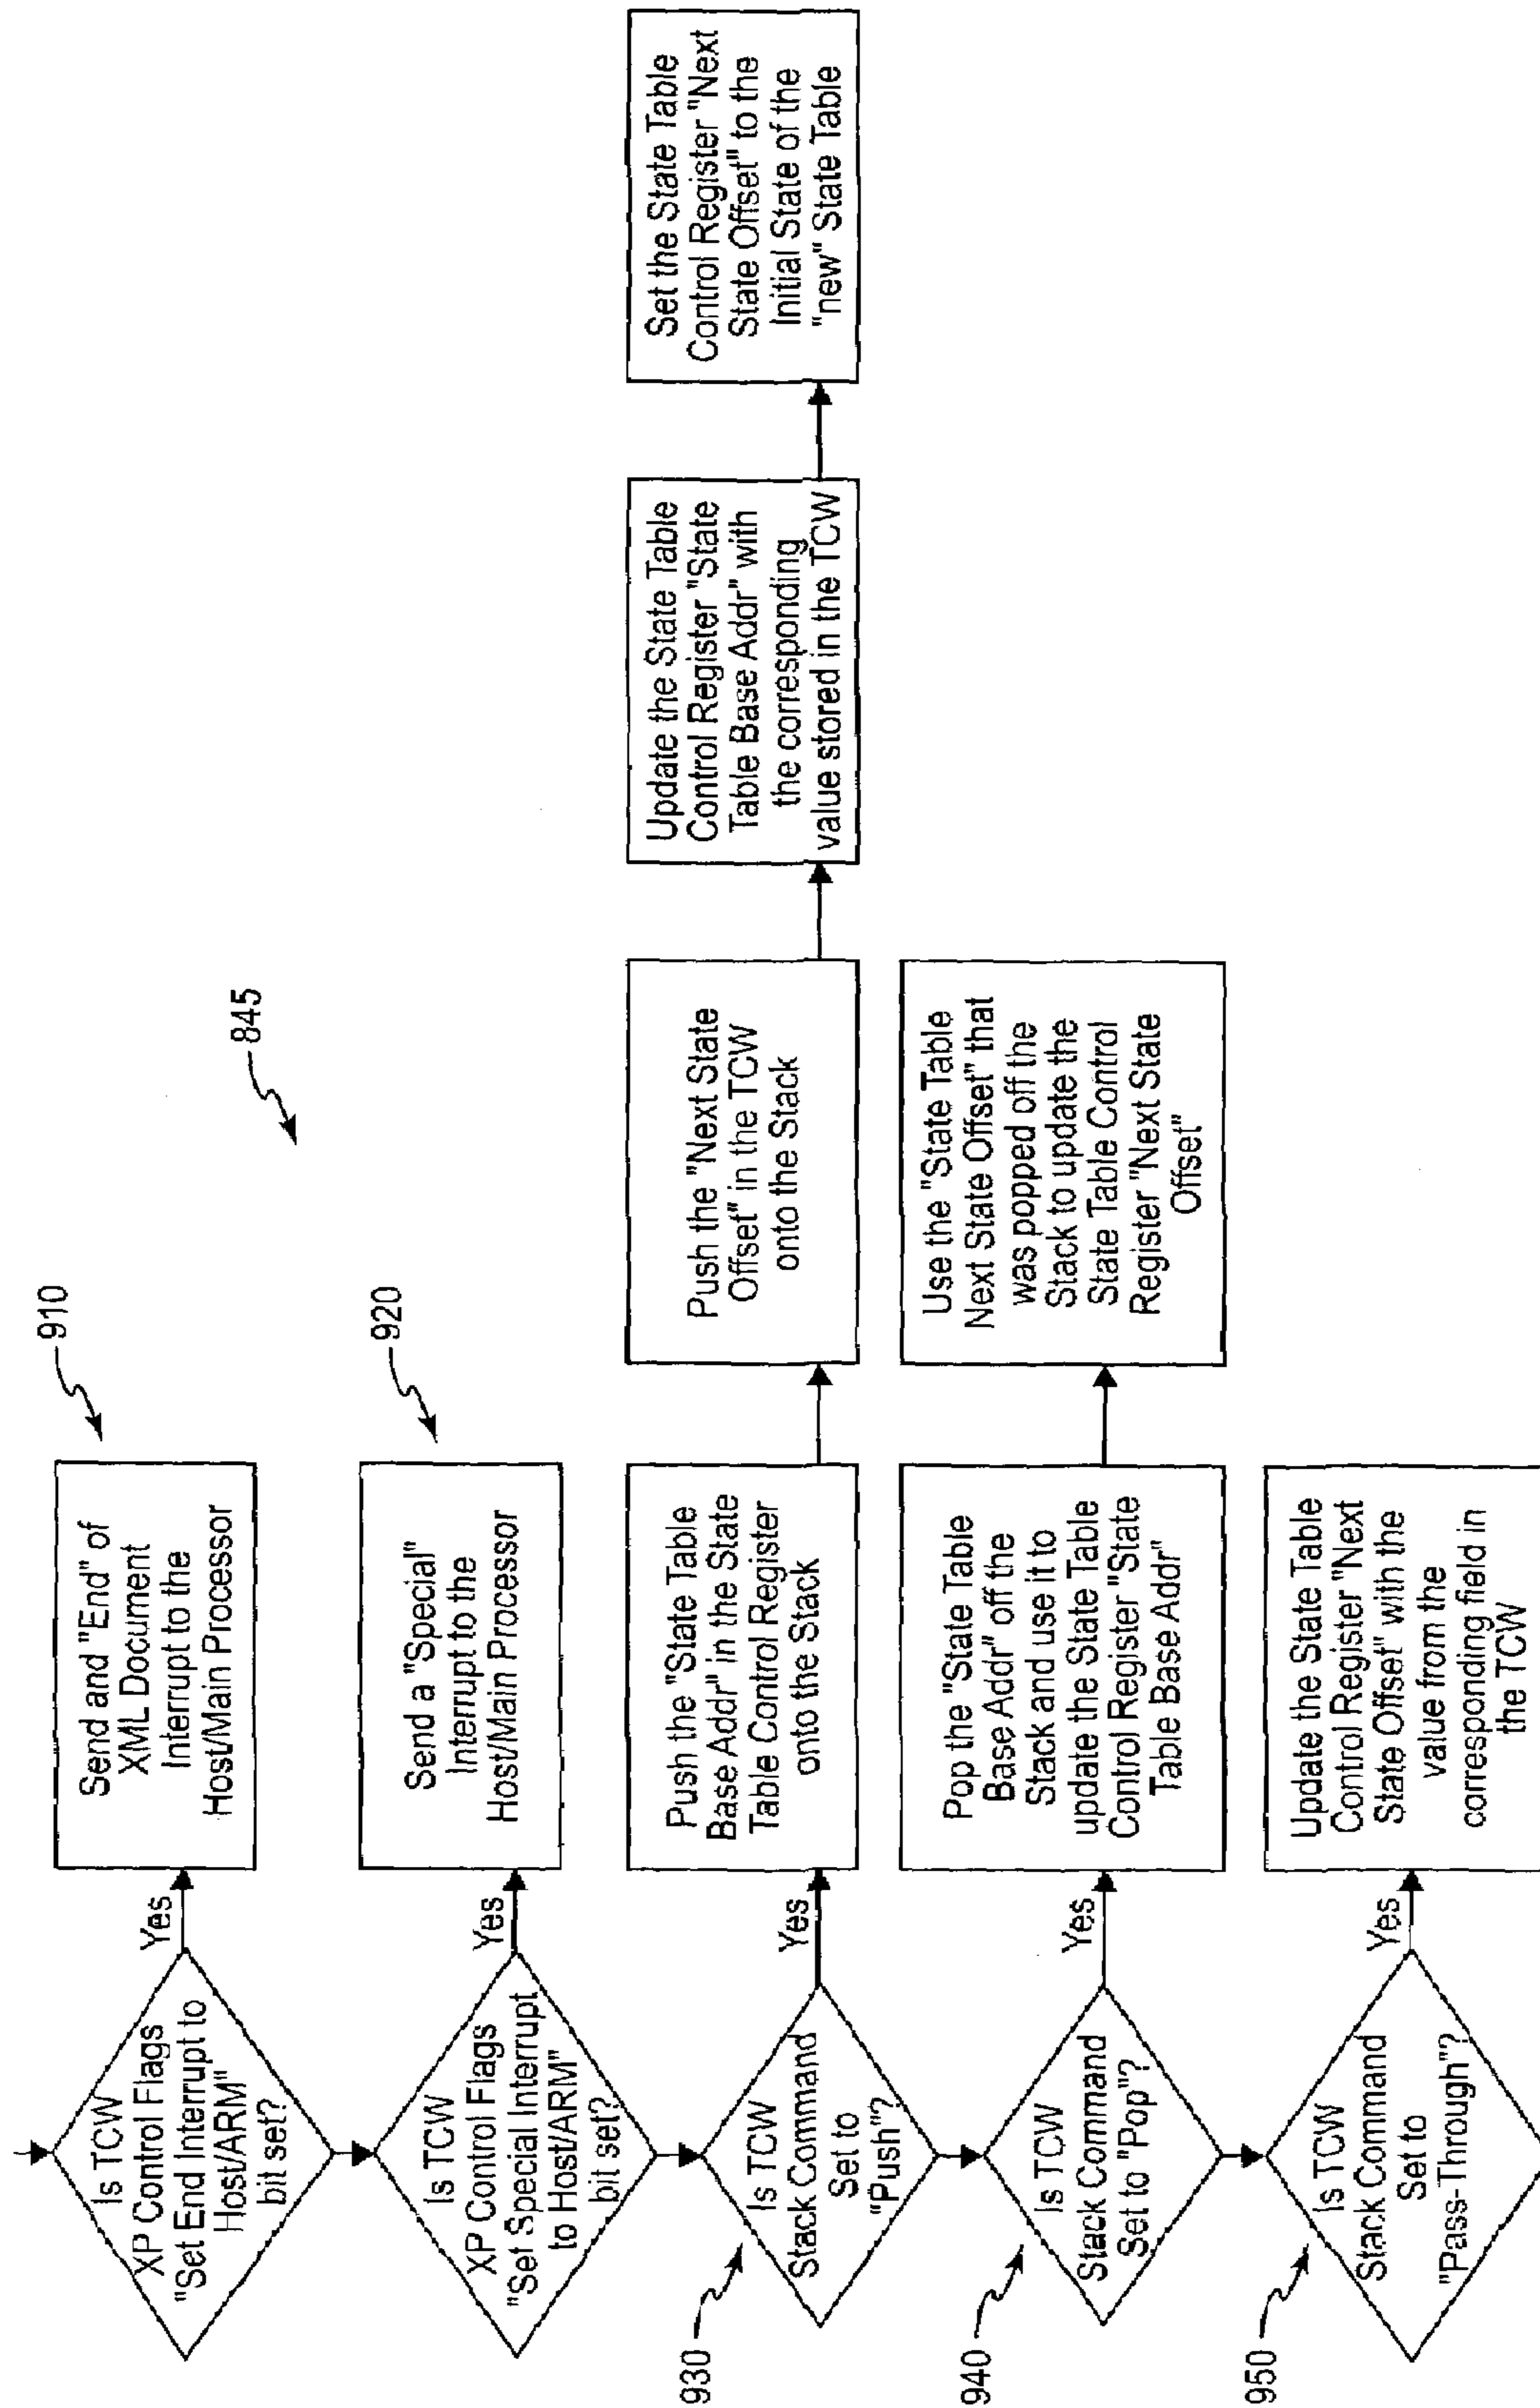 845
Is TCW
XP Control Flags
"Set End Interrupt to
Host/ARM"
bit set?
Yes
910
Send and "End" of
XML Document
Interrupt to the
Host/Main Processor
Is TCW
XP Control Flags
"Set Special Interrupt
to Host/ARM"
bit set?
Yes
920
Send a "Special"
Interrupt to the
Host/Main Processor
930
Is TCW
Stack Command
Set to
"Push"?
Yes
Push the "State Table
Base Addr" in the State
Table Control Register
onto the Stack
Push the "Next State
Offset" in the TCW
onto the Stack
Update the State Table
Control Register "State
Table Base Addr" with
the corresponding
value stored in the TCW
Set the State Table
Control Register "Next
State Offset" to the
Initial State of the
"new" State Table
940
Is TCW
Stack Command
Set to "Pop"?
Yes
Pop the "State Table
Base Addr" off the
Stack and use it to
update the State Table
Control Register "State
Table Base Addr"
Use the "State Table
Next State Offset" that
was popped off the
Stack to update the
State Table Control
Register "Next State
Offset"
950
Is TCW
Stack Command
Set to
"Pass-Through"?
Yes
Update the State Table
Control Register "Next
State Offset" with the
value from the
corresponding field in
the TCW